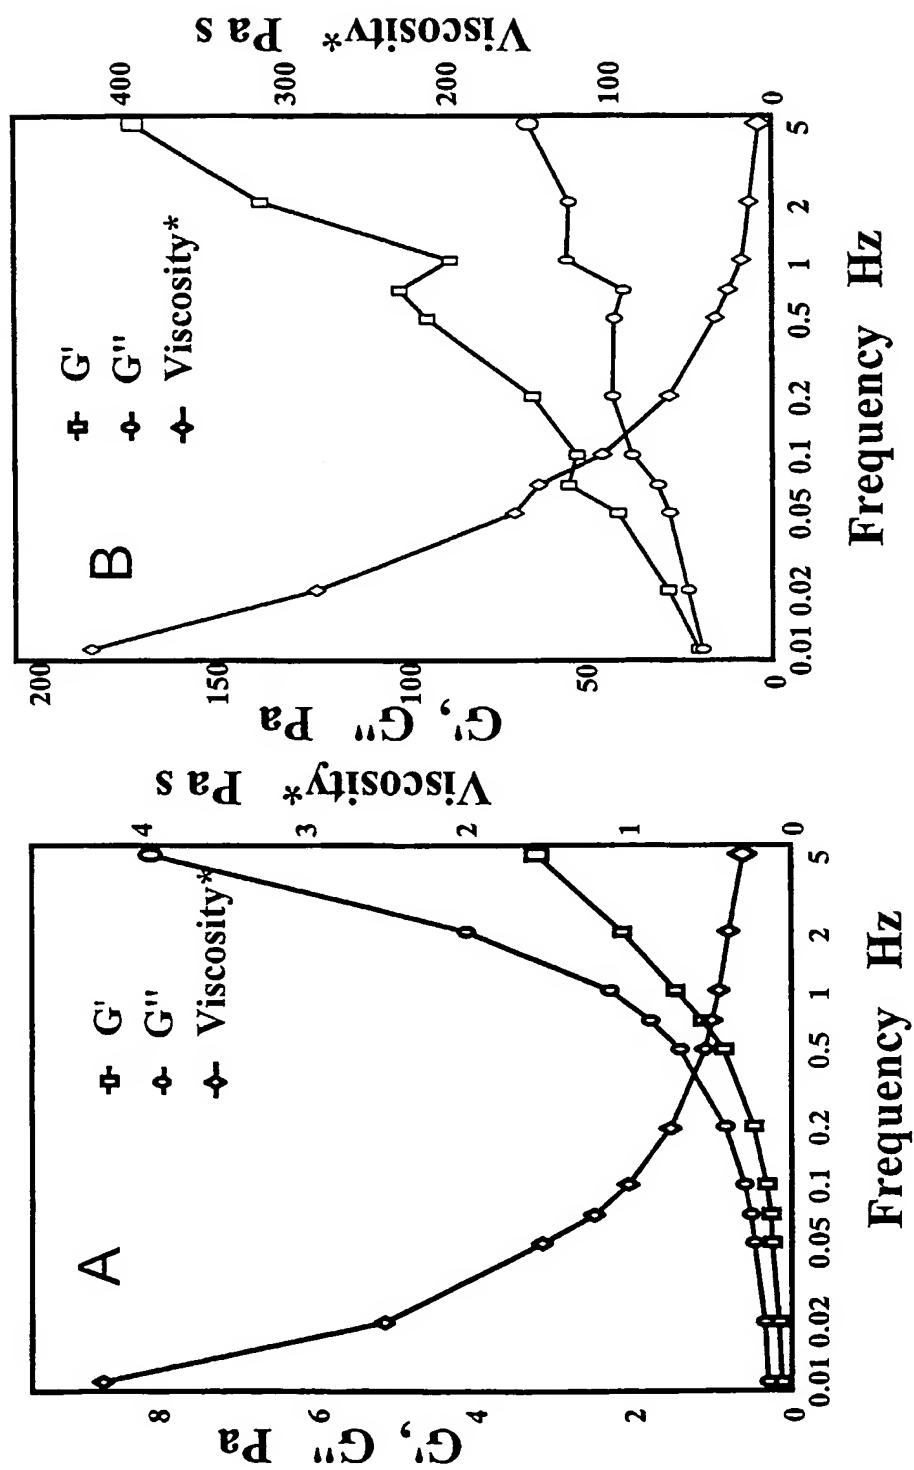 A
G'
G''
Viscosity*
8
6
4
2
0
G', G'' Pa
4
3
2
1
0
Viscosity* Pa s
0.01 0.02 0.05 0.1 0.2 0.5 1 2 5
Frequency Hz
B
G'
G''
Viscosity*
200
150
100
50
0
G', G'' Pa
400
300
200
100
0
Viscosity* Pa s
0.01 0.02 0.05 0.1 0.2 0.5 1 2 5
Frequency Hz